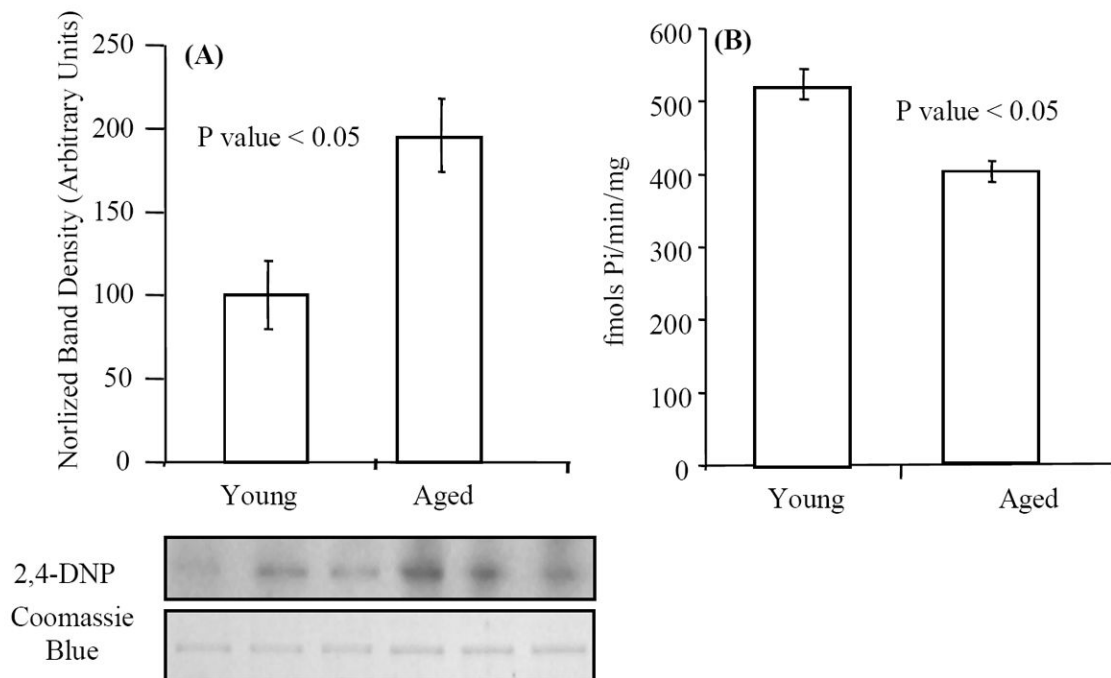 (A)
Norlized Band Density (Arbitrary Units)
250
200
150
100
50
0
P value < 0.05
Young Aged
2,4-DNP
Coomassie
Blue
(B)
fmols Pi/min/mg
600
500
400
300
200
100
0
P value < 0.05
Young Aged